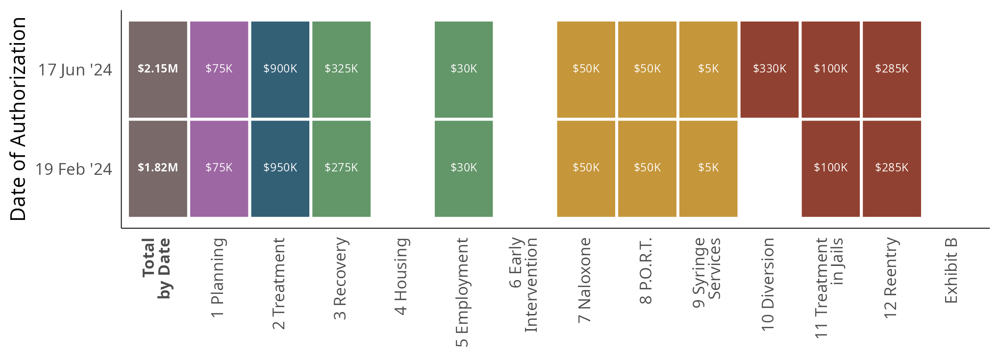 Date of Authorization
17 Jun '24
$2.15M
$75K
$900K
$325K
$30K
$50K
$50K
$5K
$330K
$100K
$285K
19 Feb '24
$1.82M
$75K
$950K
$275K
$30K
$50K
$50K
$5K
$100K
$285K
Total
by Date
1 Planning
2 Treatment
3 Recovery
4 Housing
5 Employment
6 Early
Intervention
7 Naloxone
8 P.O.R.T.
9 Syringe
Services
10 Diversion
11 Treatment
in Jails
12 Reentry
Exhibit B